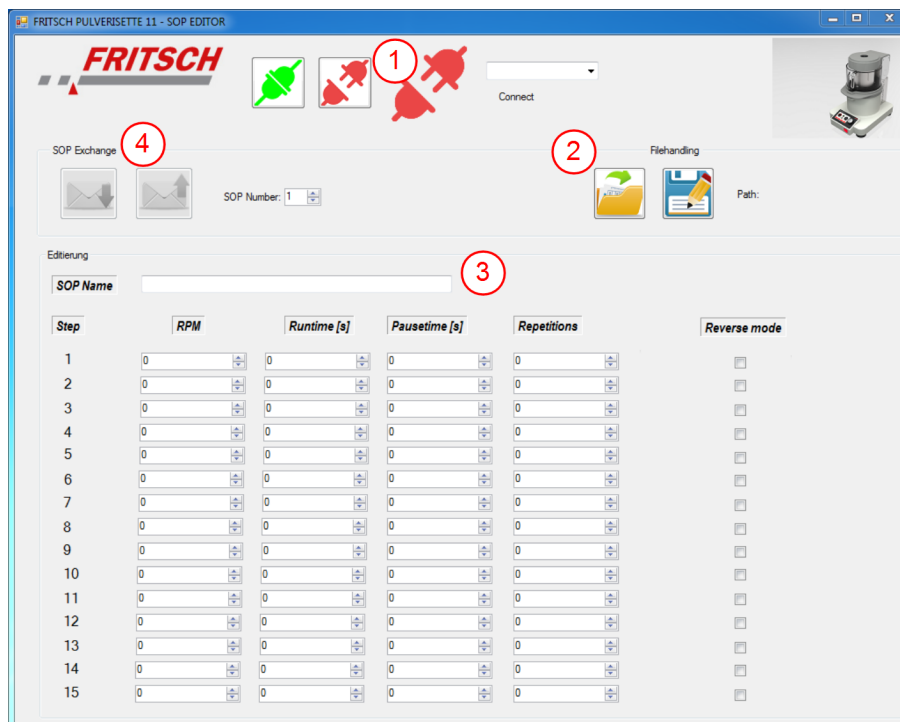 FRITSCH PULVERISETTE 11 - SOP EDITOR
FRITSCH
1
Connect
SOP Exchange
4
2
Filehandling
SOP Number: 1
Path:
Editierung
SOP Name
3
Step RPM Runtime [s] Pausetime [s] Repetitions Reverse mode
1 0 0 0 0
2 0 0 0 0
3 0 0 0 0
4 0 0 0 0
5 0 0 0 0
6 0 0 0 0
7 0 0 0 0
8 0 0 0 0
9 0 0 0 0
10 0 0 0 0
11 0 0 0 0
12 0 0 0 0
13 0 0 0 0
14 0 0 0 0
15 0 0 0 0